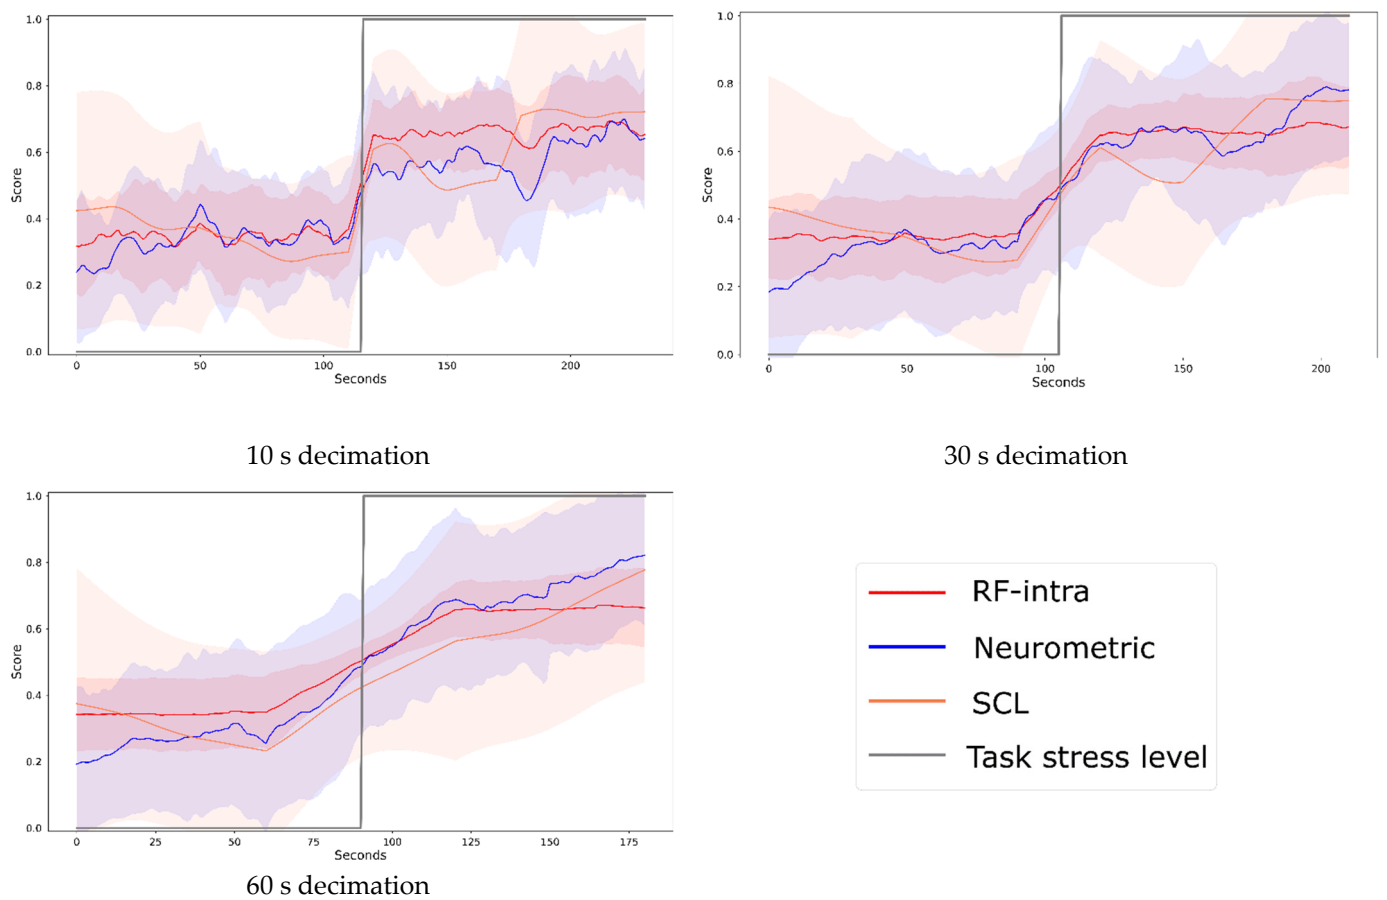 1.0
0.8
0.6
0.4
0.2
0.0
Score
0 50 100 150 200
Seconds
10 s decimation
1.0
0.8
0.6
0.4
0.2
0.0
Score
0 50 100 150 200
Seconds
30 s decimation
1.0
0.8
0.6
0.4
0.2
0.0
Score
0 25 50 75 100 125 150 175
Seconds
60 s decimation
RF-intra
Neurometric
SCL
Task stress level